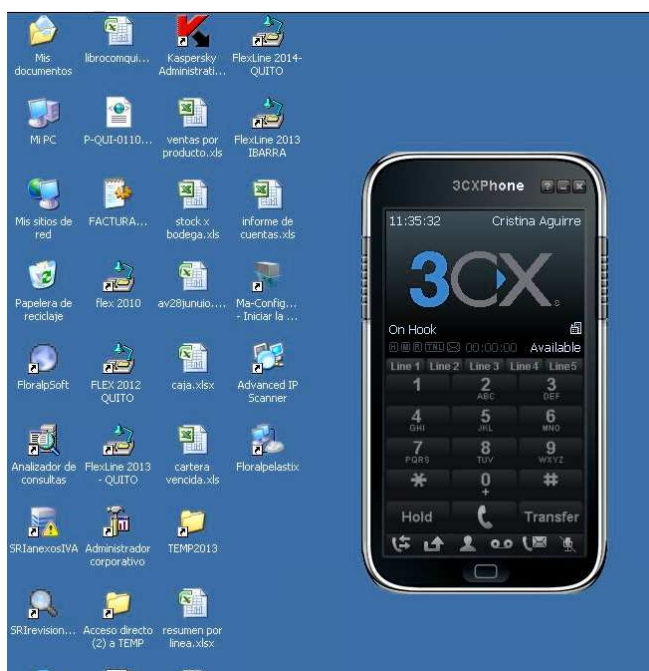 Mis
documentos
librocomqui...
Kaspersky
Administrati...
FlexLine 2014-
QUITO
Mi PC
P-QUI-0110...
ventas por
producto.xls
FlexLine 2013
IBARRA
Mis sitios de
red
FACTURA...
stock x
bodega.xls
informe de
cuentas.xls
Papelera de
reciclaje
flex 2010
av28junuio....
Ma-Config...
- Iniciar la ...
FloralpSoft
FLEX 2012
QUITO
caja.xlsx
Advanced IP
Scanner
Analizador de
consultas
FlexLine 2013
- QUITO
cartera
vencida.xls
Floralpelastix
SRIanexosIVA
Administrador
corporativo
TEMP2013
SRIrevision...
Acceso directo
(2) a TEMP
resumen por
linea.xlsx
3CXPhone
11:35:32 Cristina Aguirre
3CX
On Hook
00:00:00 Available
Line 1 Line 2 Line 3 Line 4 Line5
1 2 3
ABC DEF
4 5 6
GHI JKL MNO
7 8 9
PQRS TUV WXYZ
* 0 #
+
Hold Transfer